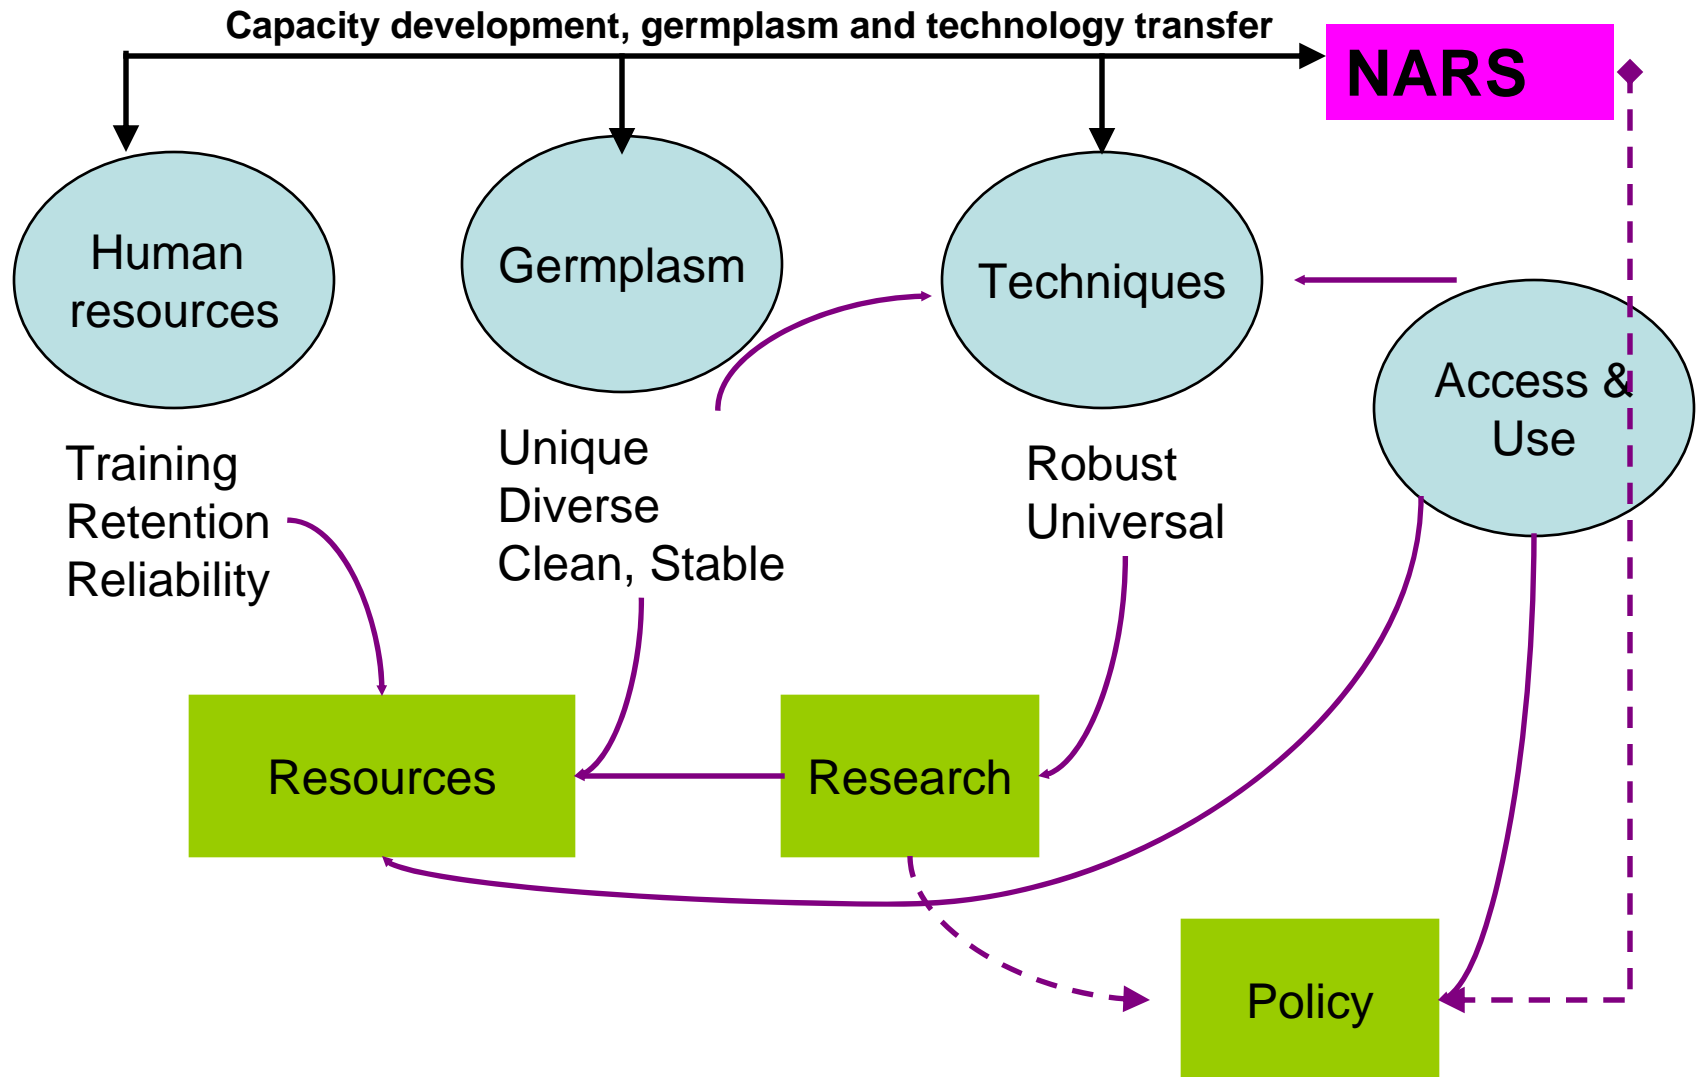 Capacity development, germplasm and technology transfer
NARS
Human
resources
Germplasm
Techniques
Access &
Use
Training
Retention
Reliability
Unique
Diverse
Clean, Stable
Robust
Universal
Resources
Research
Policy